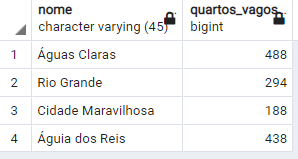 nome quartos_vagos
character varying (45) bigint
1 Águas Claras 488
2 Rio Grande 294
3 Cidade Maravilhosa 188
4 Águia dos Reis 438